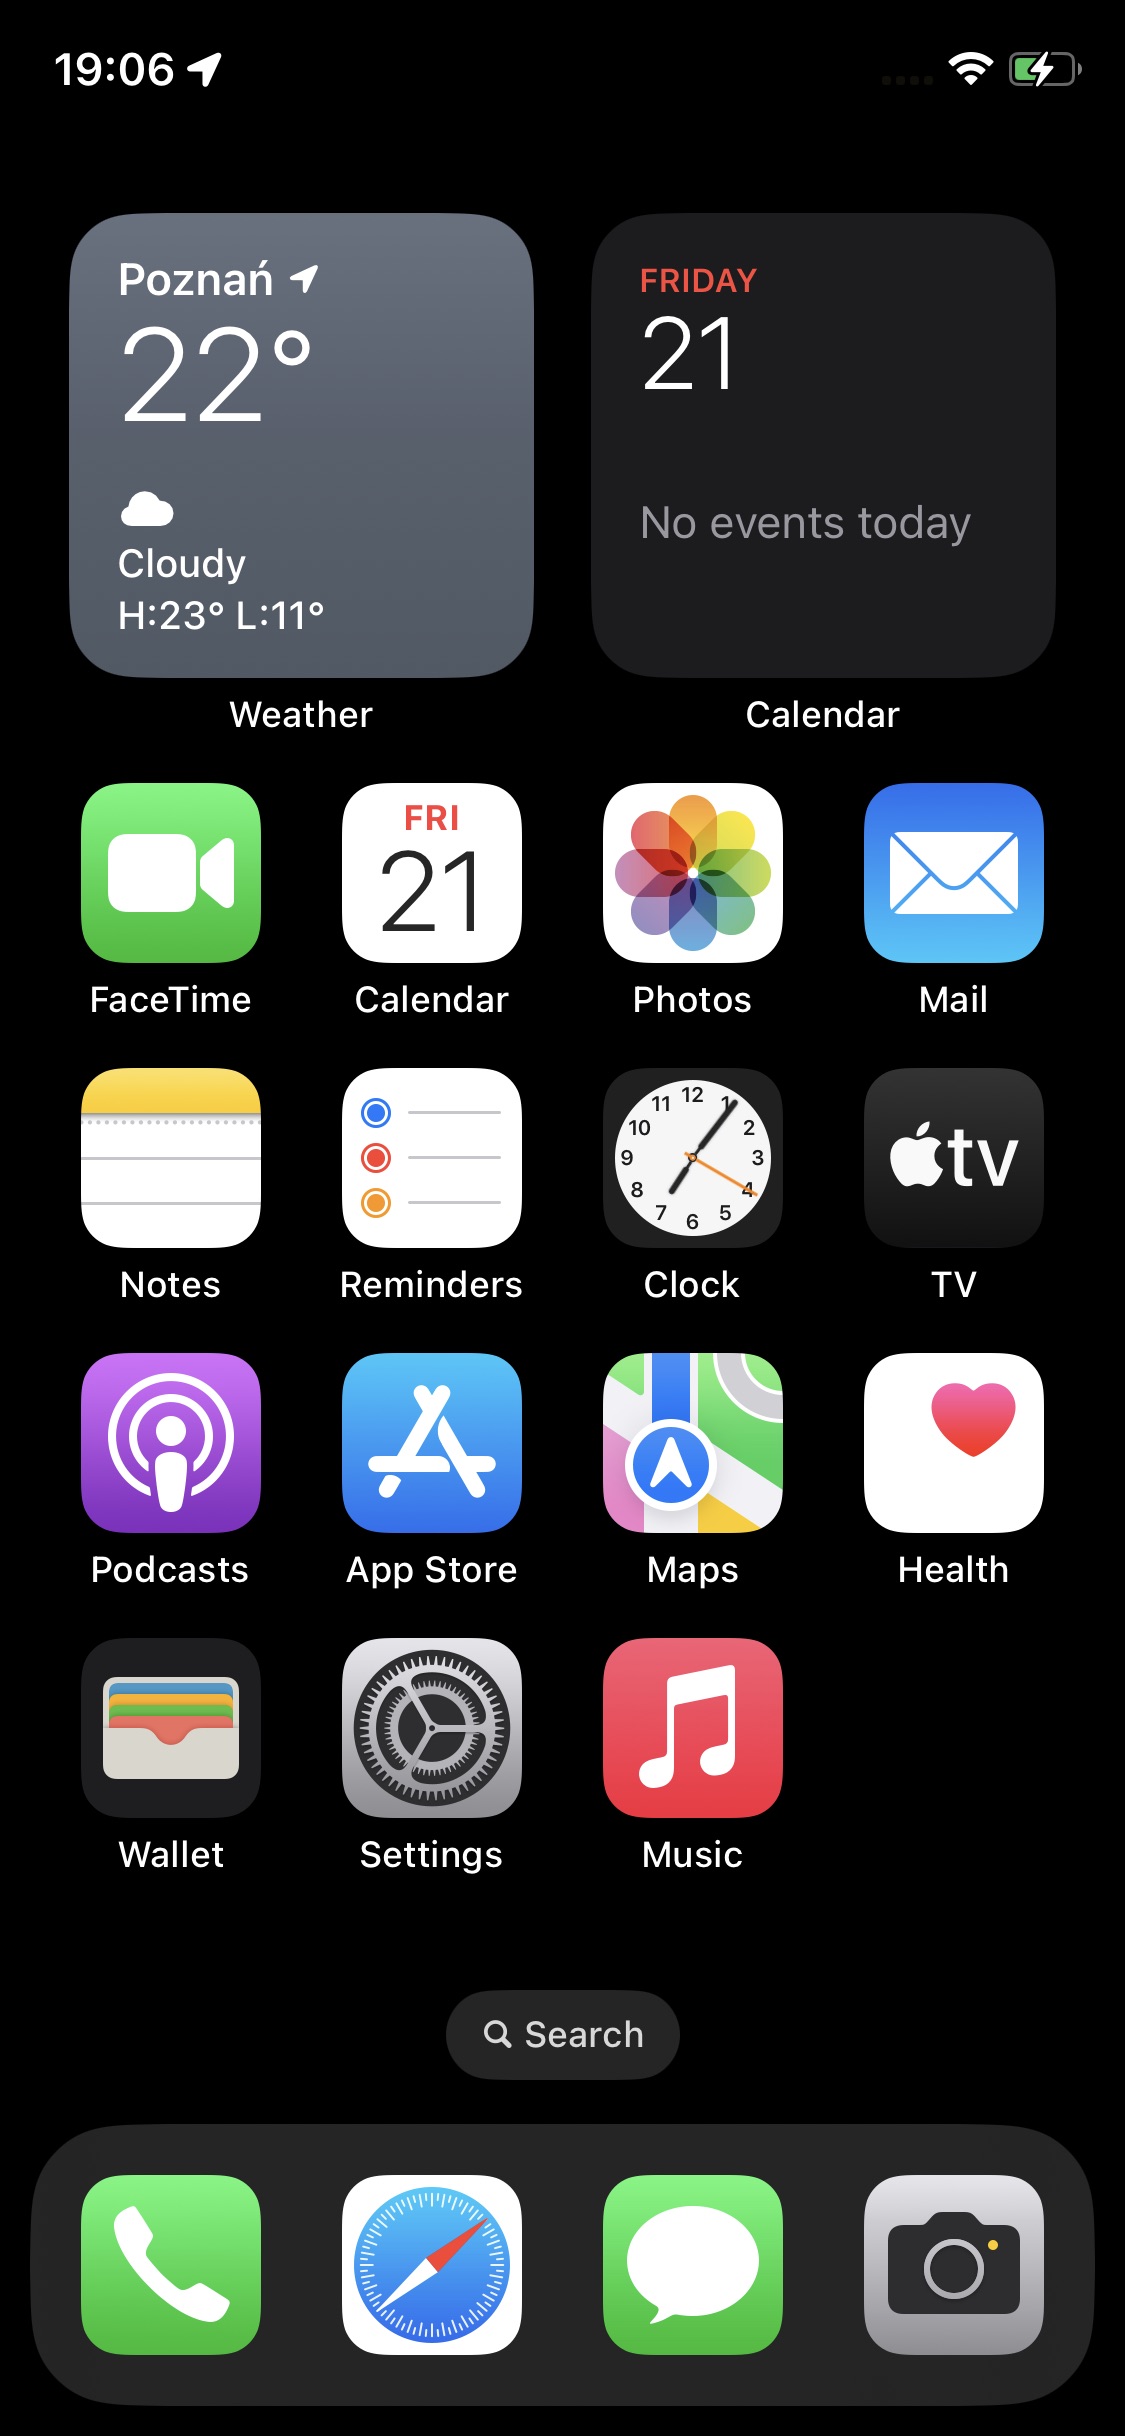 19:06
Poznań
22°
Cloudy
H:23° L:11°
Weather
FRIDAY
21
No events today
Calendar
FaceTime
FRI
21
Calendar
Photos
Mail
Notes
Reminders
12
1
2
3
4
5
6
7
8
9
10
11
Clock
tv
TV
Podcasts
App Store
Maps
Health
Wallet
Settings
Music
Search